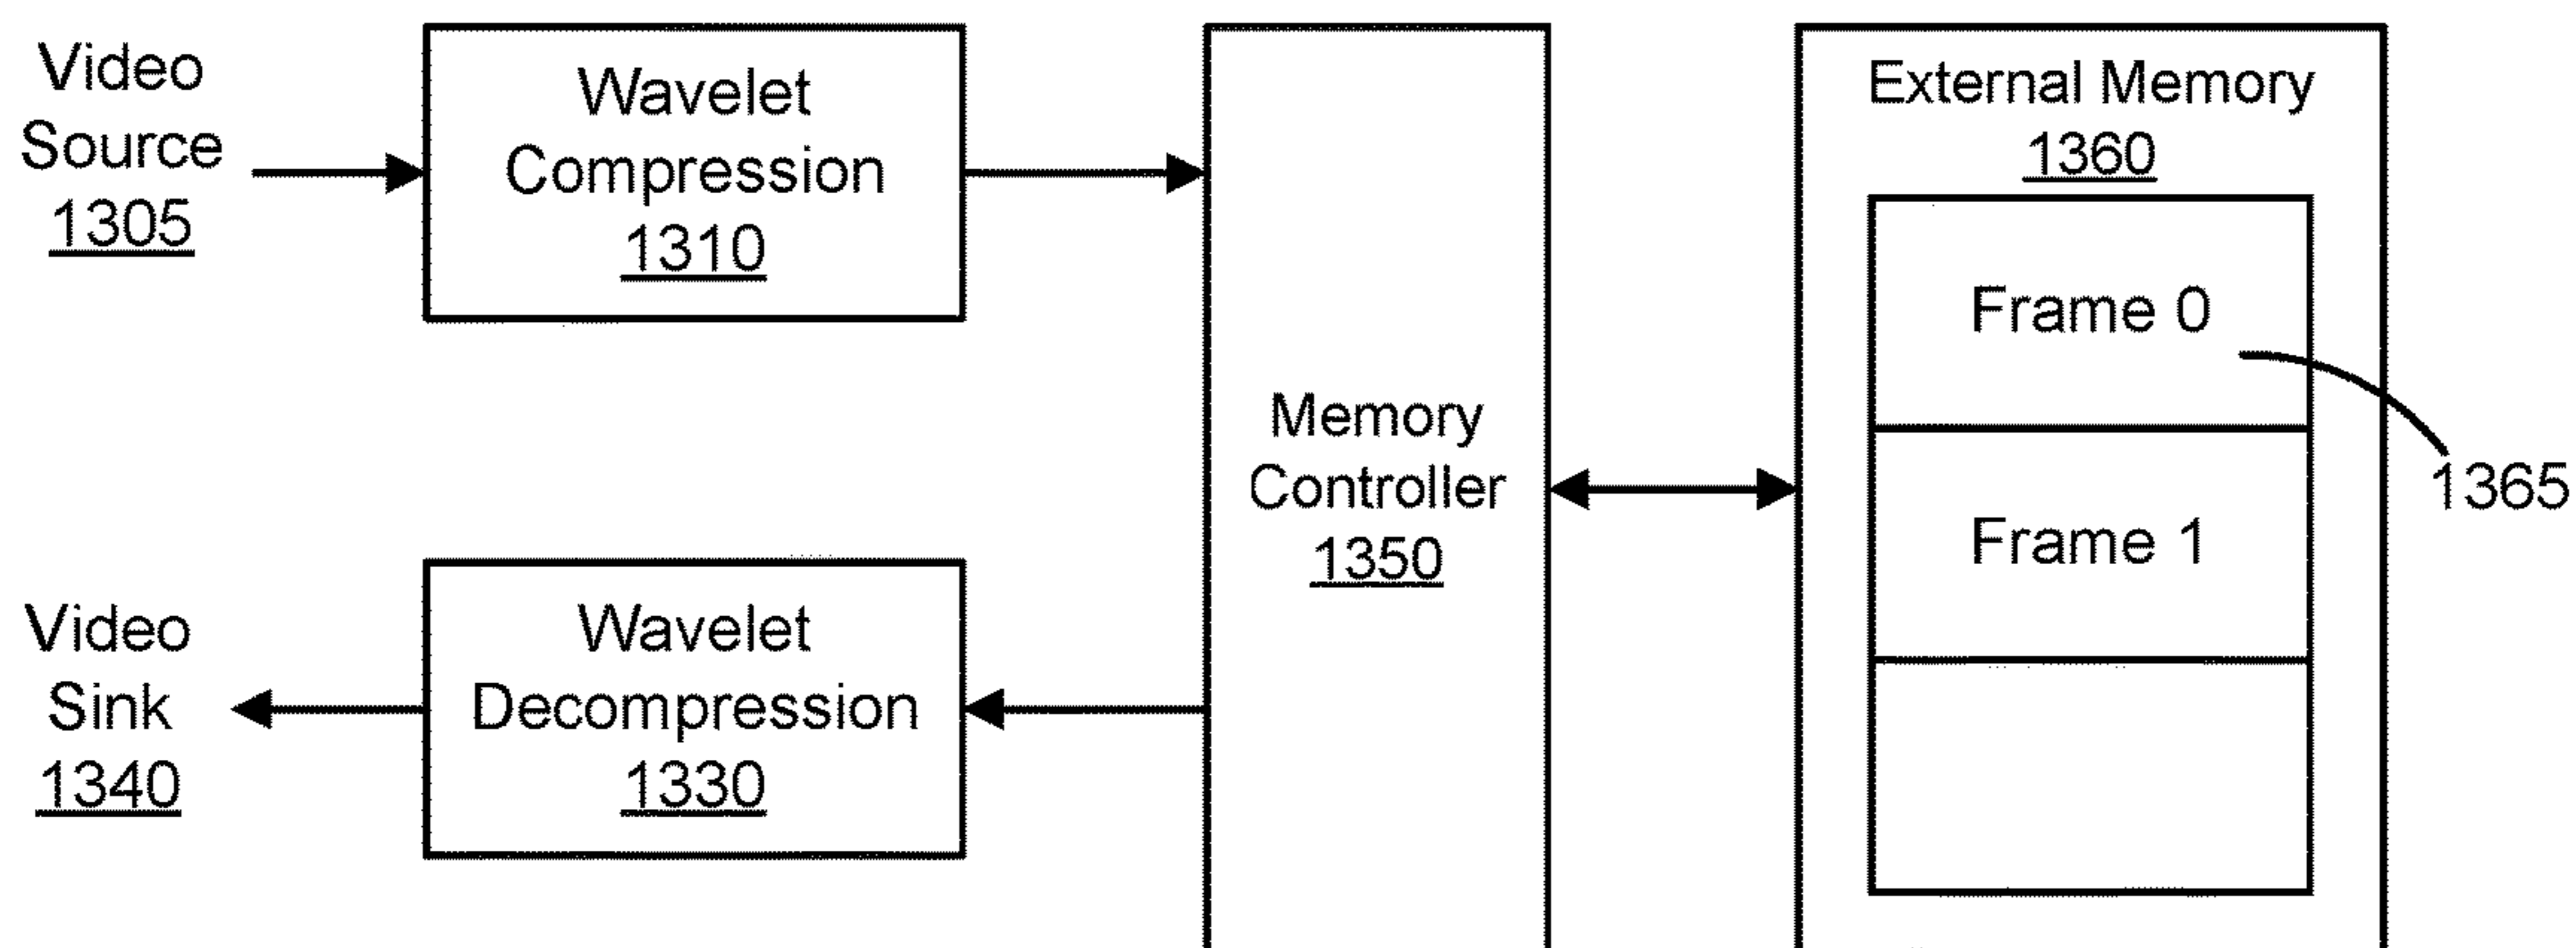 Video
Source
1305
Wavelet
Compression
1310
Memory
Controller
1350
External Memory
1360
Frame 0
Frame 1
1365
Video
Sink
1340
Wavelet
Decompression
1330